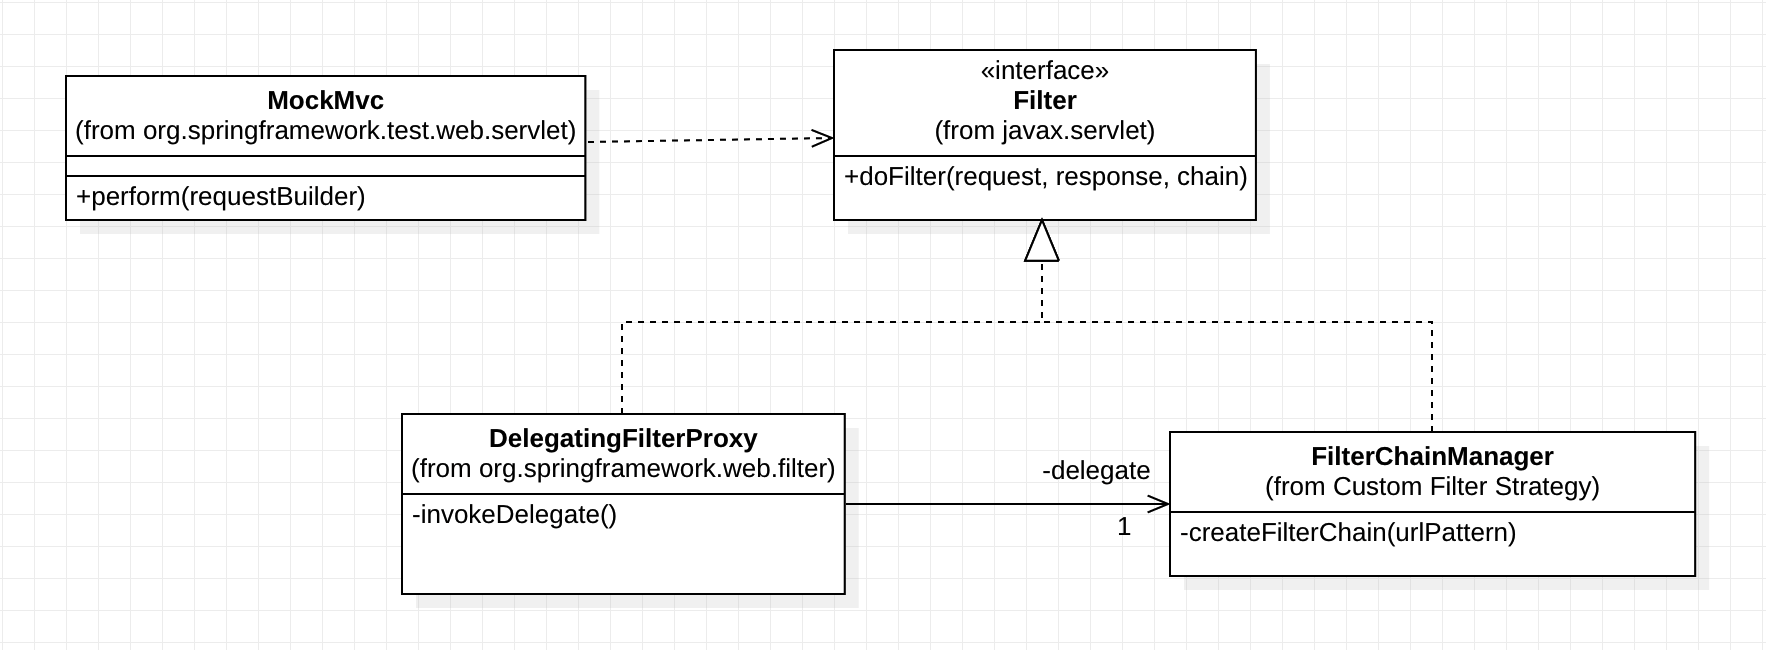 MockMvc
(from org.springframework.test.web.servlet)
+perform(requestBuilder)
«interface»
Filter
(from javax.servlet)
+doFilter(request, response, chain)
DelegatingFilterProxy
(from org.springframework.web.filter)
-invokeDelegate()
-delegate
1
FilterChainManager
(from Custom Filter Strategy)
-createFilterChain(urlPattern)